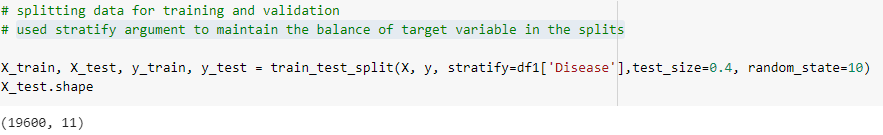 # splitting data for training and validation
# used stratify argument to maintain the balance of target variable in the splits
X_train, X_test, y_train, y_test = train_test_split(X, y, stratify=df1['Disease'],test_size=0.4, random_state=10)
X_test.shape
(19600, 11)